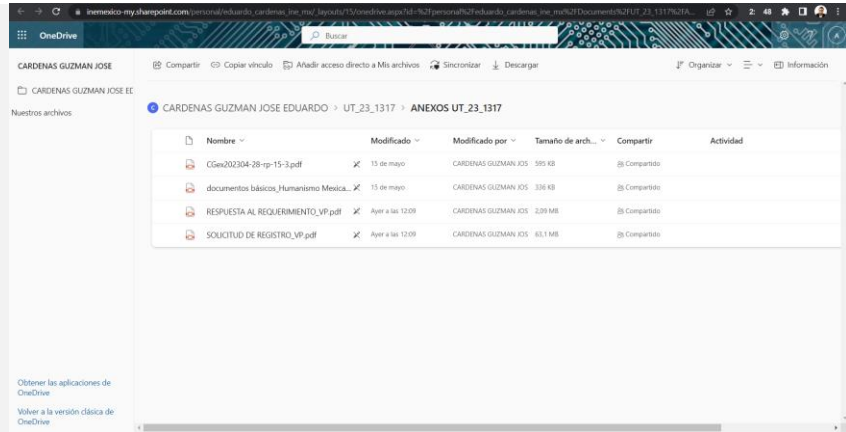 inemexico-my.sharepoint.com/personal/eduardo_cardenas_ine_mx/_layouts/15/onedrive.aspx?id=%2Fpersonal%2Feduardo_cardenas_ine_mx%2FDocuments%2FUT_23_1317%2FA...
OneDrive
Buscar
CARDENAS GUZMAN JOSE
Compartir Copiar vínculo Añadir acceso directo a Mis archivos Sincronizar Descargar Organizar Información
CARDENAS GUZMAN JOSE ED
Nuestros archivos
C CARDENAS GUZMAN JOSE EDUARDO > UT_23_1317 > ANEXOS UT_23_1317
Nombre Modificado Modificado por Tamaño de arch... Compartir Actividad
CGex202304-28-rp-15-3.pdf 15 de mayo CARDENAS GUZMAN JOS 595 KB Compartido
documentos básicos_Humanismo Mexica... 15 de mayo CARDENAS GUZMAN JOS 336 KB Compartido
RESPUESTA AL REQUERIMIENTO_VP.pdf Ayer a las 12:09 CARDENAS GUZMAN JOS 2,09 MB Compartido
SOLICITUD DE REGISTRO_VP.pdf Ayer a las 12:09 CARDENAS GUZMAN JOS 63,1 MB Compartido
Obtener las aplicaciones de
OneDrive
Volver a la versión clásica de
OneDrive